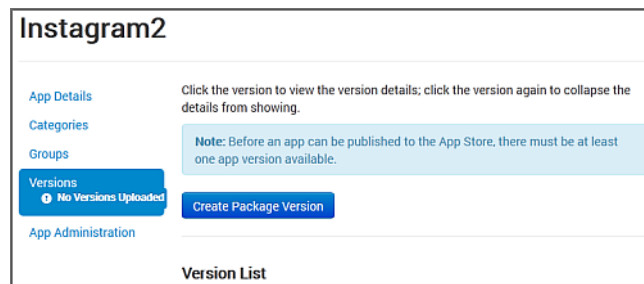 Instagram2
App Details
Categories
Groups
Versions
No Versions Uploaded
App Administration
Click the version to view the version details; click the version again to collapse the
details from showing.
Note: Before an app can be published to the App Store, there must be at least
one app version available.
Create Package Version
Version List